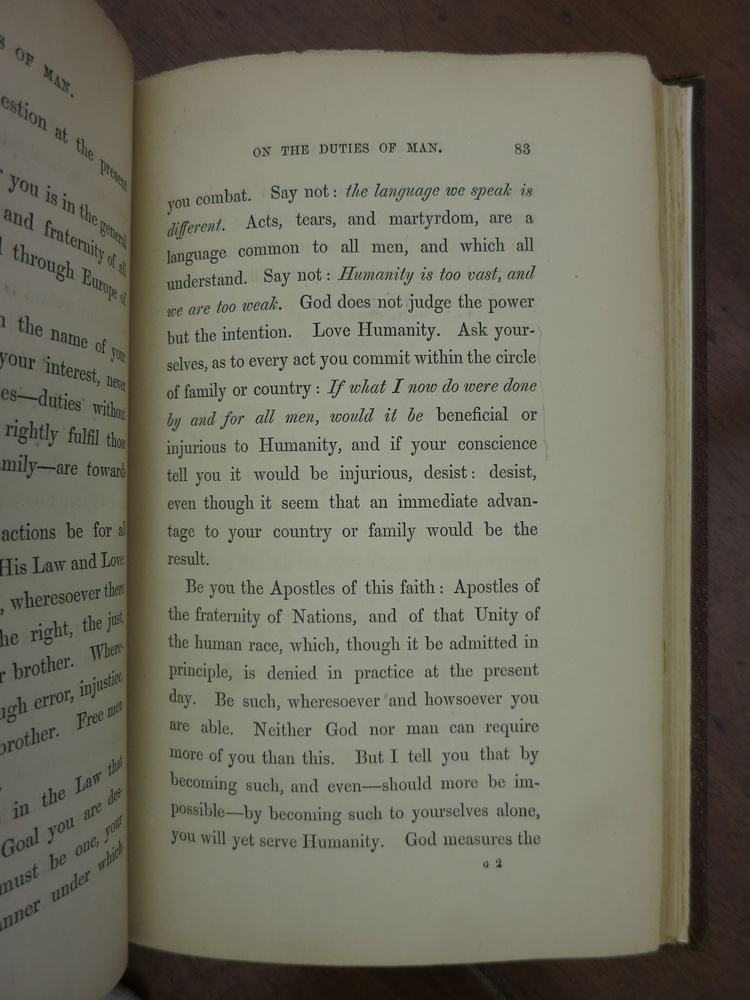 S OF MAN.
estion at the present
r you is in the general
and fraternity of all
through Europe of
the name of your
your interest, never
es—duties without
rightly fulfil those
mily—are towards
actions be for all
His Law and Love
, wheresoever there
he right, the just,
r brother. Where-
ugh error, injustice,
brother. Free men
in the Law that
Goal you are des-
must be one, your
anner under which
ON THE DUTIES OF MAN. 83
you combat. Say not: the language we speak is
different. Acts, tears, and martyrdom, are a
language common to all men, and which all
understand. Say not: Humanity is too vast, and
we are too weak. God does not judge the power
but the intention. Love Humanity. Ask your-
selves, as to every act you commit within the circle
of family or country: If what I now do were done
by and for all men, would it be beneficial or
injurious to Humanity, and if your conscience
tell you it would be injurious, desist: desist,
even though it seem that an immediate advan-
tage to your country or family would be the
result.
Be you the Apostles of this faith: Apostles of
the fraternity of Nations, and of that Unity of
the human race, which, though it be admitted in
principle, is denied in practice at the present
day. Be such, wheresoever and howsoever you
are able. Neither God nor man can require
more of you than this. But I tell you that by
becoming such, and even—should more be im-
possible—by becoming such to yourselves alone,
you will yet serve Humanity. God measures the
G 2